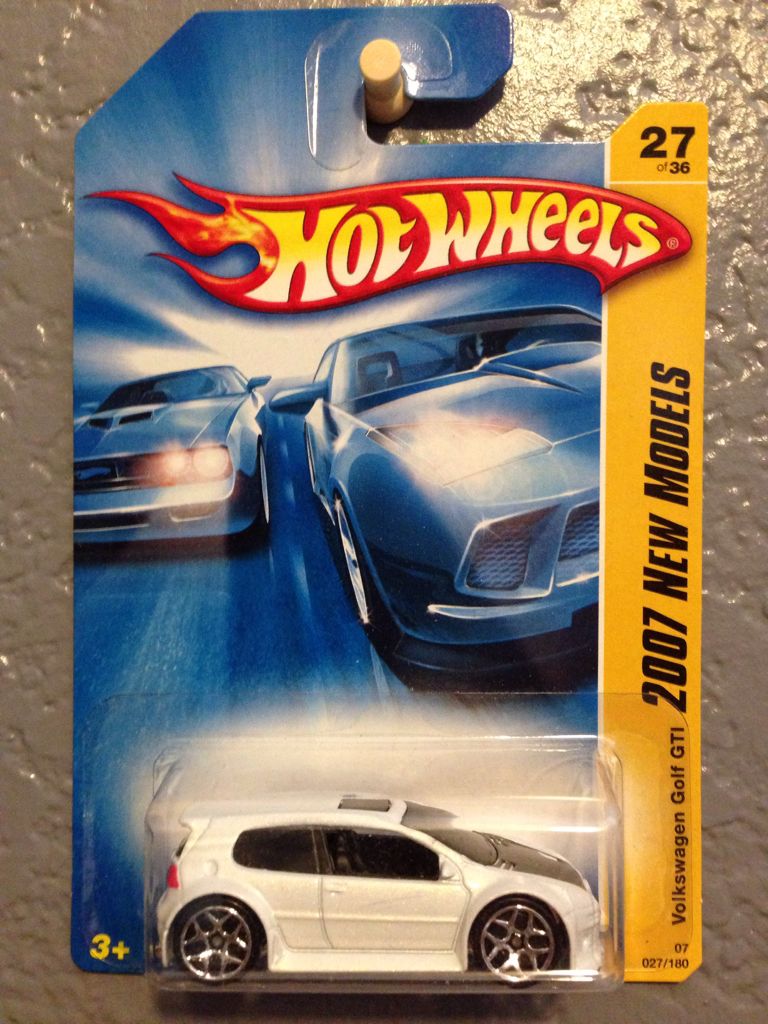 27
of 36
HOT WHEELS ®
2007 NEW MODELS
Volkswagen Golf GTI
3+
07
027/180